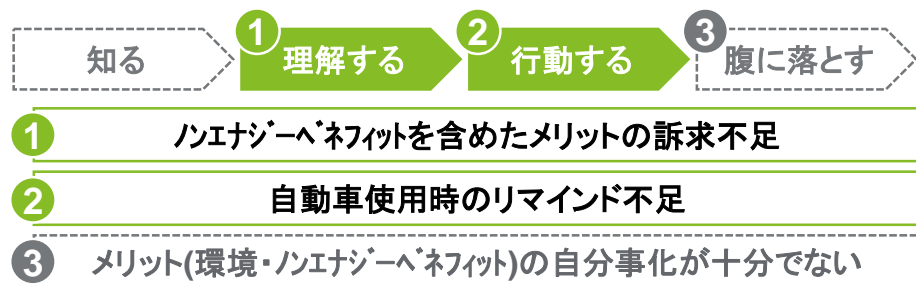 知る ① 理解する ② 行動する ③ 腹に落とす
① ﾉﾝｴﾅｼﾞｰﾍﾞﾈﾌｨｯﾄを含めたメリットの訴求不足
② 自動車使用時のリマインド不足
③ メリット(環境・ﾉﾝｴﾅｼﾞｰﾍﾞﾈﾌｨｯﾄ)の自分事化が十分でない